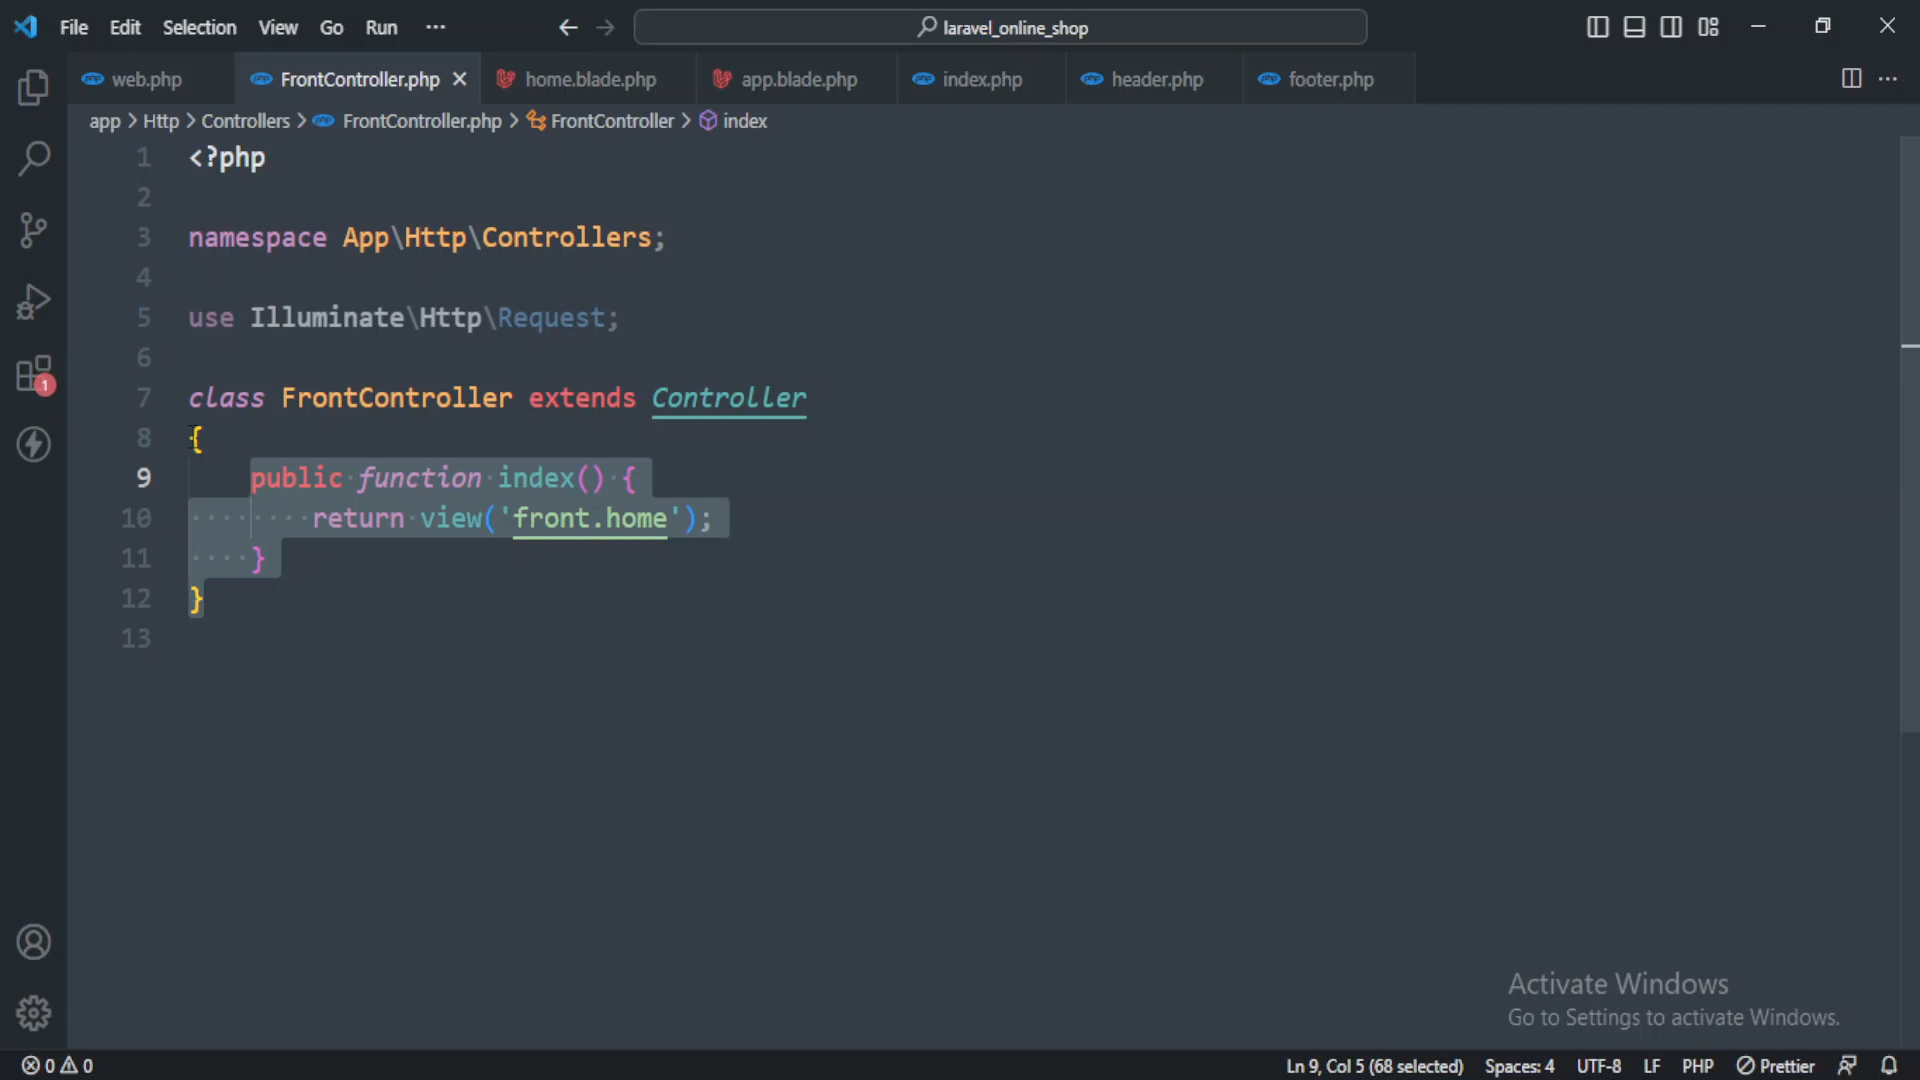 File Edit Selection View Go Run ··· laravel_online_shop
web.php FrontController.php home.blade.php app.blade.php index.php header.php footer.php
app > Http > Controllers > FrontController.php > FrontController > index
1 <?php
2
3 namespace App\Http\Controllers;
4
5 use Illuminate\Http\Request;
6
7 class FrontController extends Controller
8 {
9 public function index() {
10 return view('front.home');
11 }
12 }
13
1
Activate Windows
Go to Settings to activate Windows.
0 0 Ln 9, Col 5 (68 selected) Spaces: 4 UTF-8 LF PHP Prettier